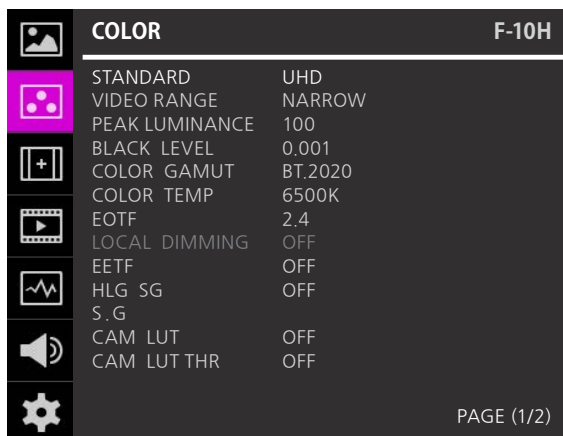 COLOR F-10H
STANDARD UHD
VIDEO RANGE NARROW
PEAK LUMINANCE 100
BLACK LEVEL 0.001
COLOR GAMUT BT.2020
COLOR TEMP 6500K
EOTF 2.4
LOCAL DIMMING OFF
EETF OFF
HLG SG OFF
S.G
CAM LUT OFF
CAM LUT THR OFF
PAGE (1/2)